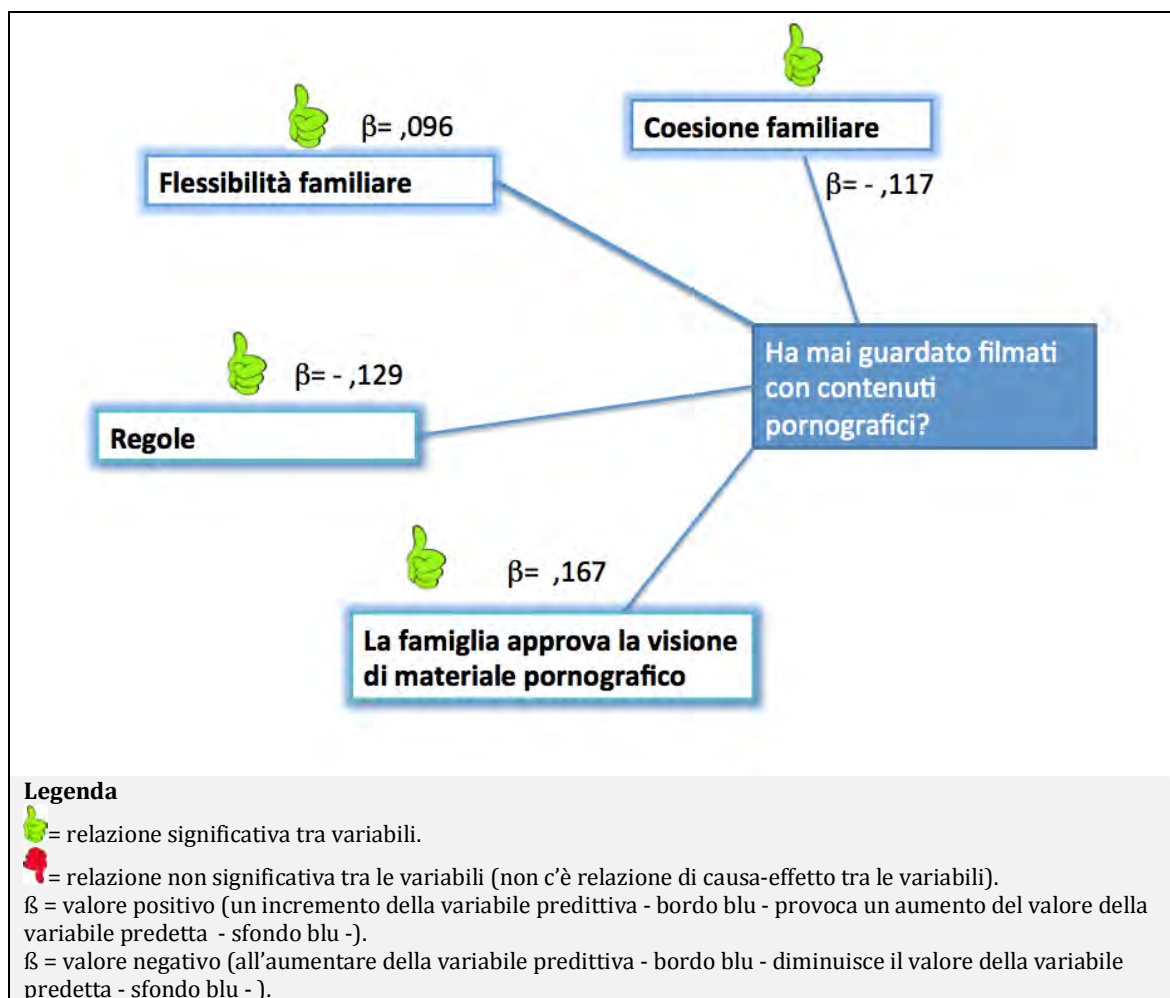 β= ,096
Flessibilità familiare
Coesione familiare
β= - ,117
Ha mai guardato filmati
con contenuti
pornografici?
β= - ,129
Regole
β=  ,167
La famiglia approva la visione
di materiale pornografico
Legenda
= relazione significativa tra variabili.
= relazione non significativa tra le variabili (non c’è relazione di causa-effetto tra le variabili).
ß = valore positivo (un incremento della variabile predittiva - bordo blu - provoca un aumento del valore della
variabile predetta  - sfondo blu -).
ß = valore negativo (all’aumentare della variabile predittiva - bordo blu - diminuisce il valore della variabile
predetta - sfondo blu - ).